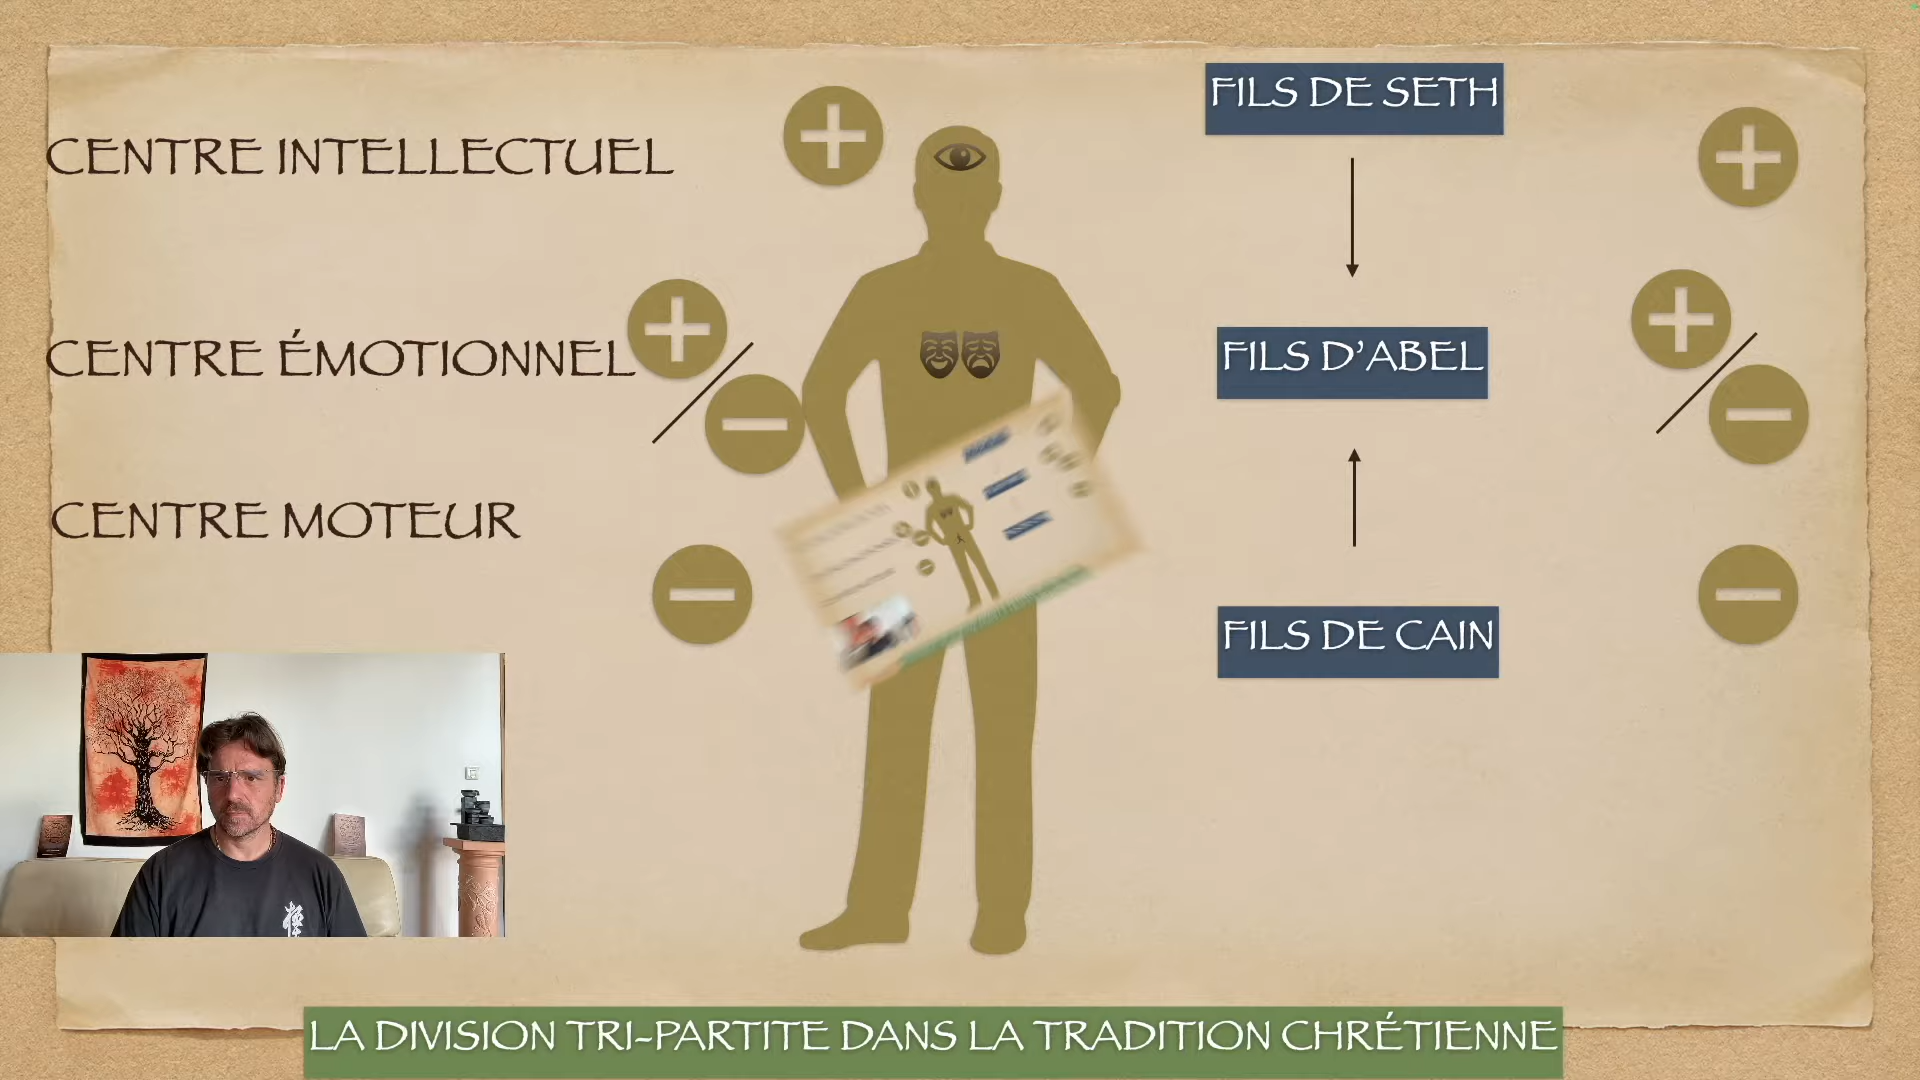 FILS DE SETH
CENTRE INTELLECTUEL
CENTRE ÉMOTIONNEL
FILS D'ABEL
CENTRE MOTEUR
FILS DE CAIN
LA DIVISION TRI-PARTITE DANS LA TRADITION CHRÉTIENNE